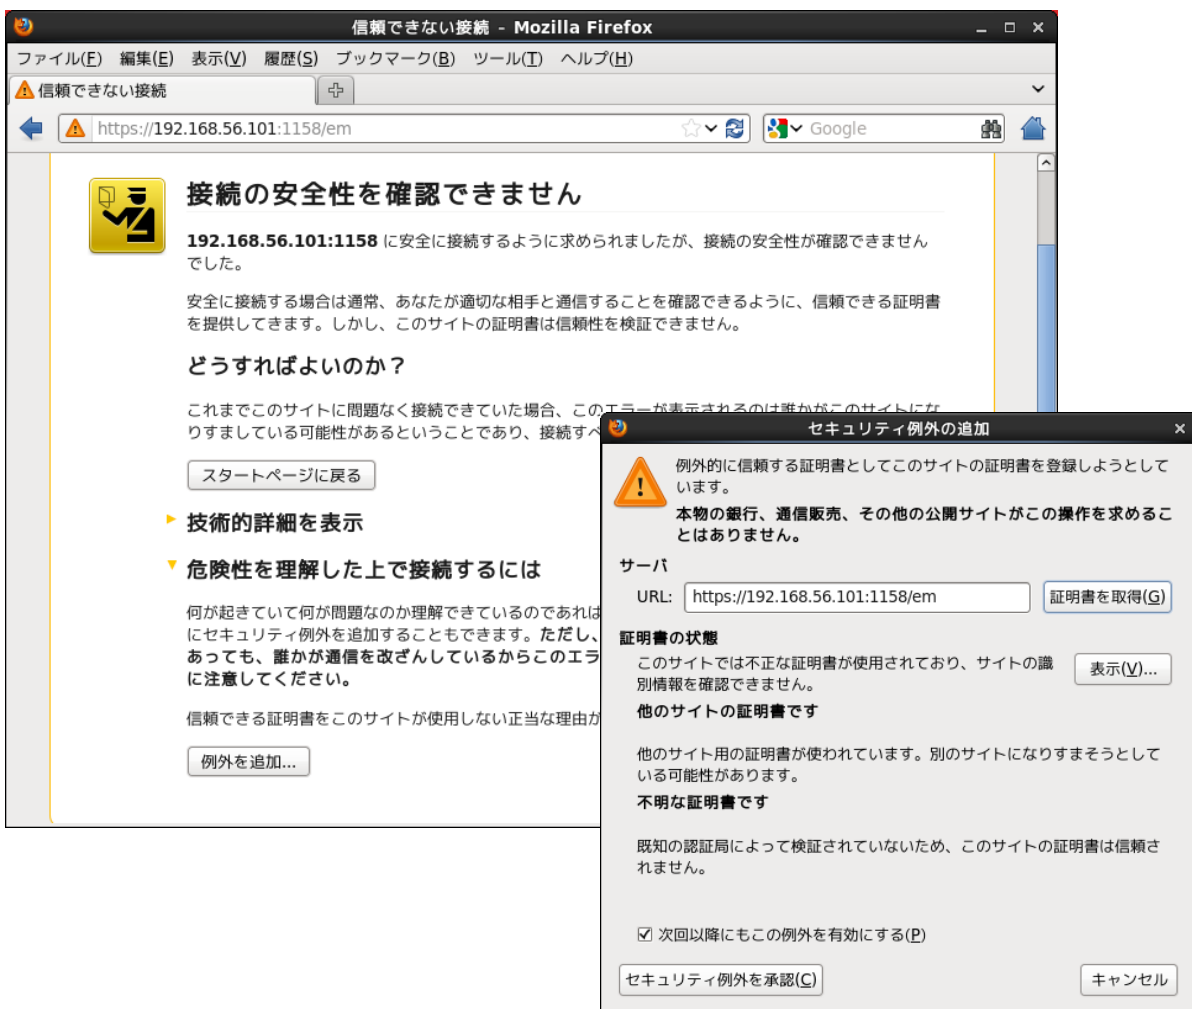 信頼できない接続 - Mozilla Firefox
ファイル(F) 編集(E) 表示(V) 履歴(S) ブックマーク(B) ツール(T) ヘルプ(H)
信頼できない接続
https://192.168.56.101:1158/em
Google
接続の安全性を確認できません
192.168.56.101:1158 に安全に接続するように求められましたが、接続の安全性が確認できません
でした。
安全に接続する場合は通常、あなたが適切な相手と通信することを確認できるように、信頼できる証明書
を提供してきます。しかし、このサイトの証明書は信頼性を検証できません。
どうすればよいのか？
これまでこのサイトに問題なく接続できていた場合、このエラーが表示されるのは誰かがこのサイトにな
りすましている可能性があるということであり、接続すべ
スタートページに戻る
技術的詳細を表示
危険性を理解した上で接続するには
何が起きていて何が問題なのか理解できているのであれば
にセキュリティ例外を追加することもできます。ただし、
あっても、誰かが通信を改ざんしているからこのエラ
に注意してください。
信頼できる証明書をこのサイトが使用しない正当な理由が
例外を追加...
セキュリティ例外の追加
例外的に信頼する証明書としてこのサイトの証明書を登録しようとして
います。
本物の銀行、通信販売、その他の公開サイトがこの操作を求めるこ
とはありません。
サーバ
URL: https://192.168.56.101:1158/em 証明書を取得(G)
証明書の状態
このサイトでは不正な証明書が使用されており、サイトの識
別情報を確認できません。
表示(V)...
他のサイトの証明書です
他のサイト用の証明書が使われています。別のサイトになりすまそうとして
いる可能性があります。
不明な証明書です
既知の認証局によって検証されていないため、このサイトの証明書は信頼さ
れません。
次回以降にもこの例外を有効にする(P)
セキュリティ例外を承認(C) キャンセル